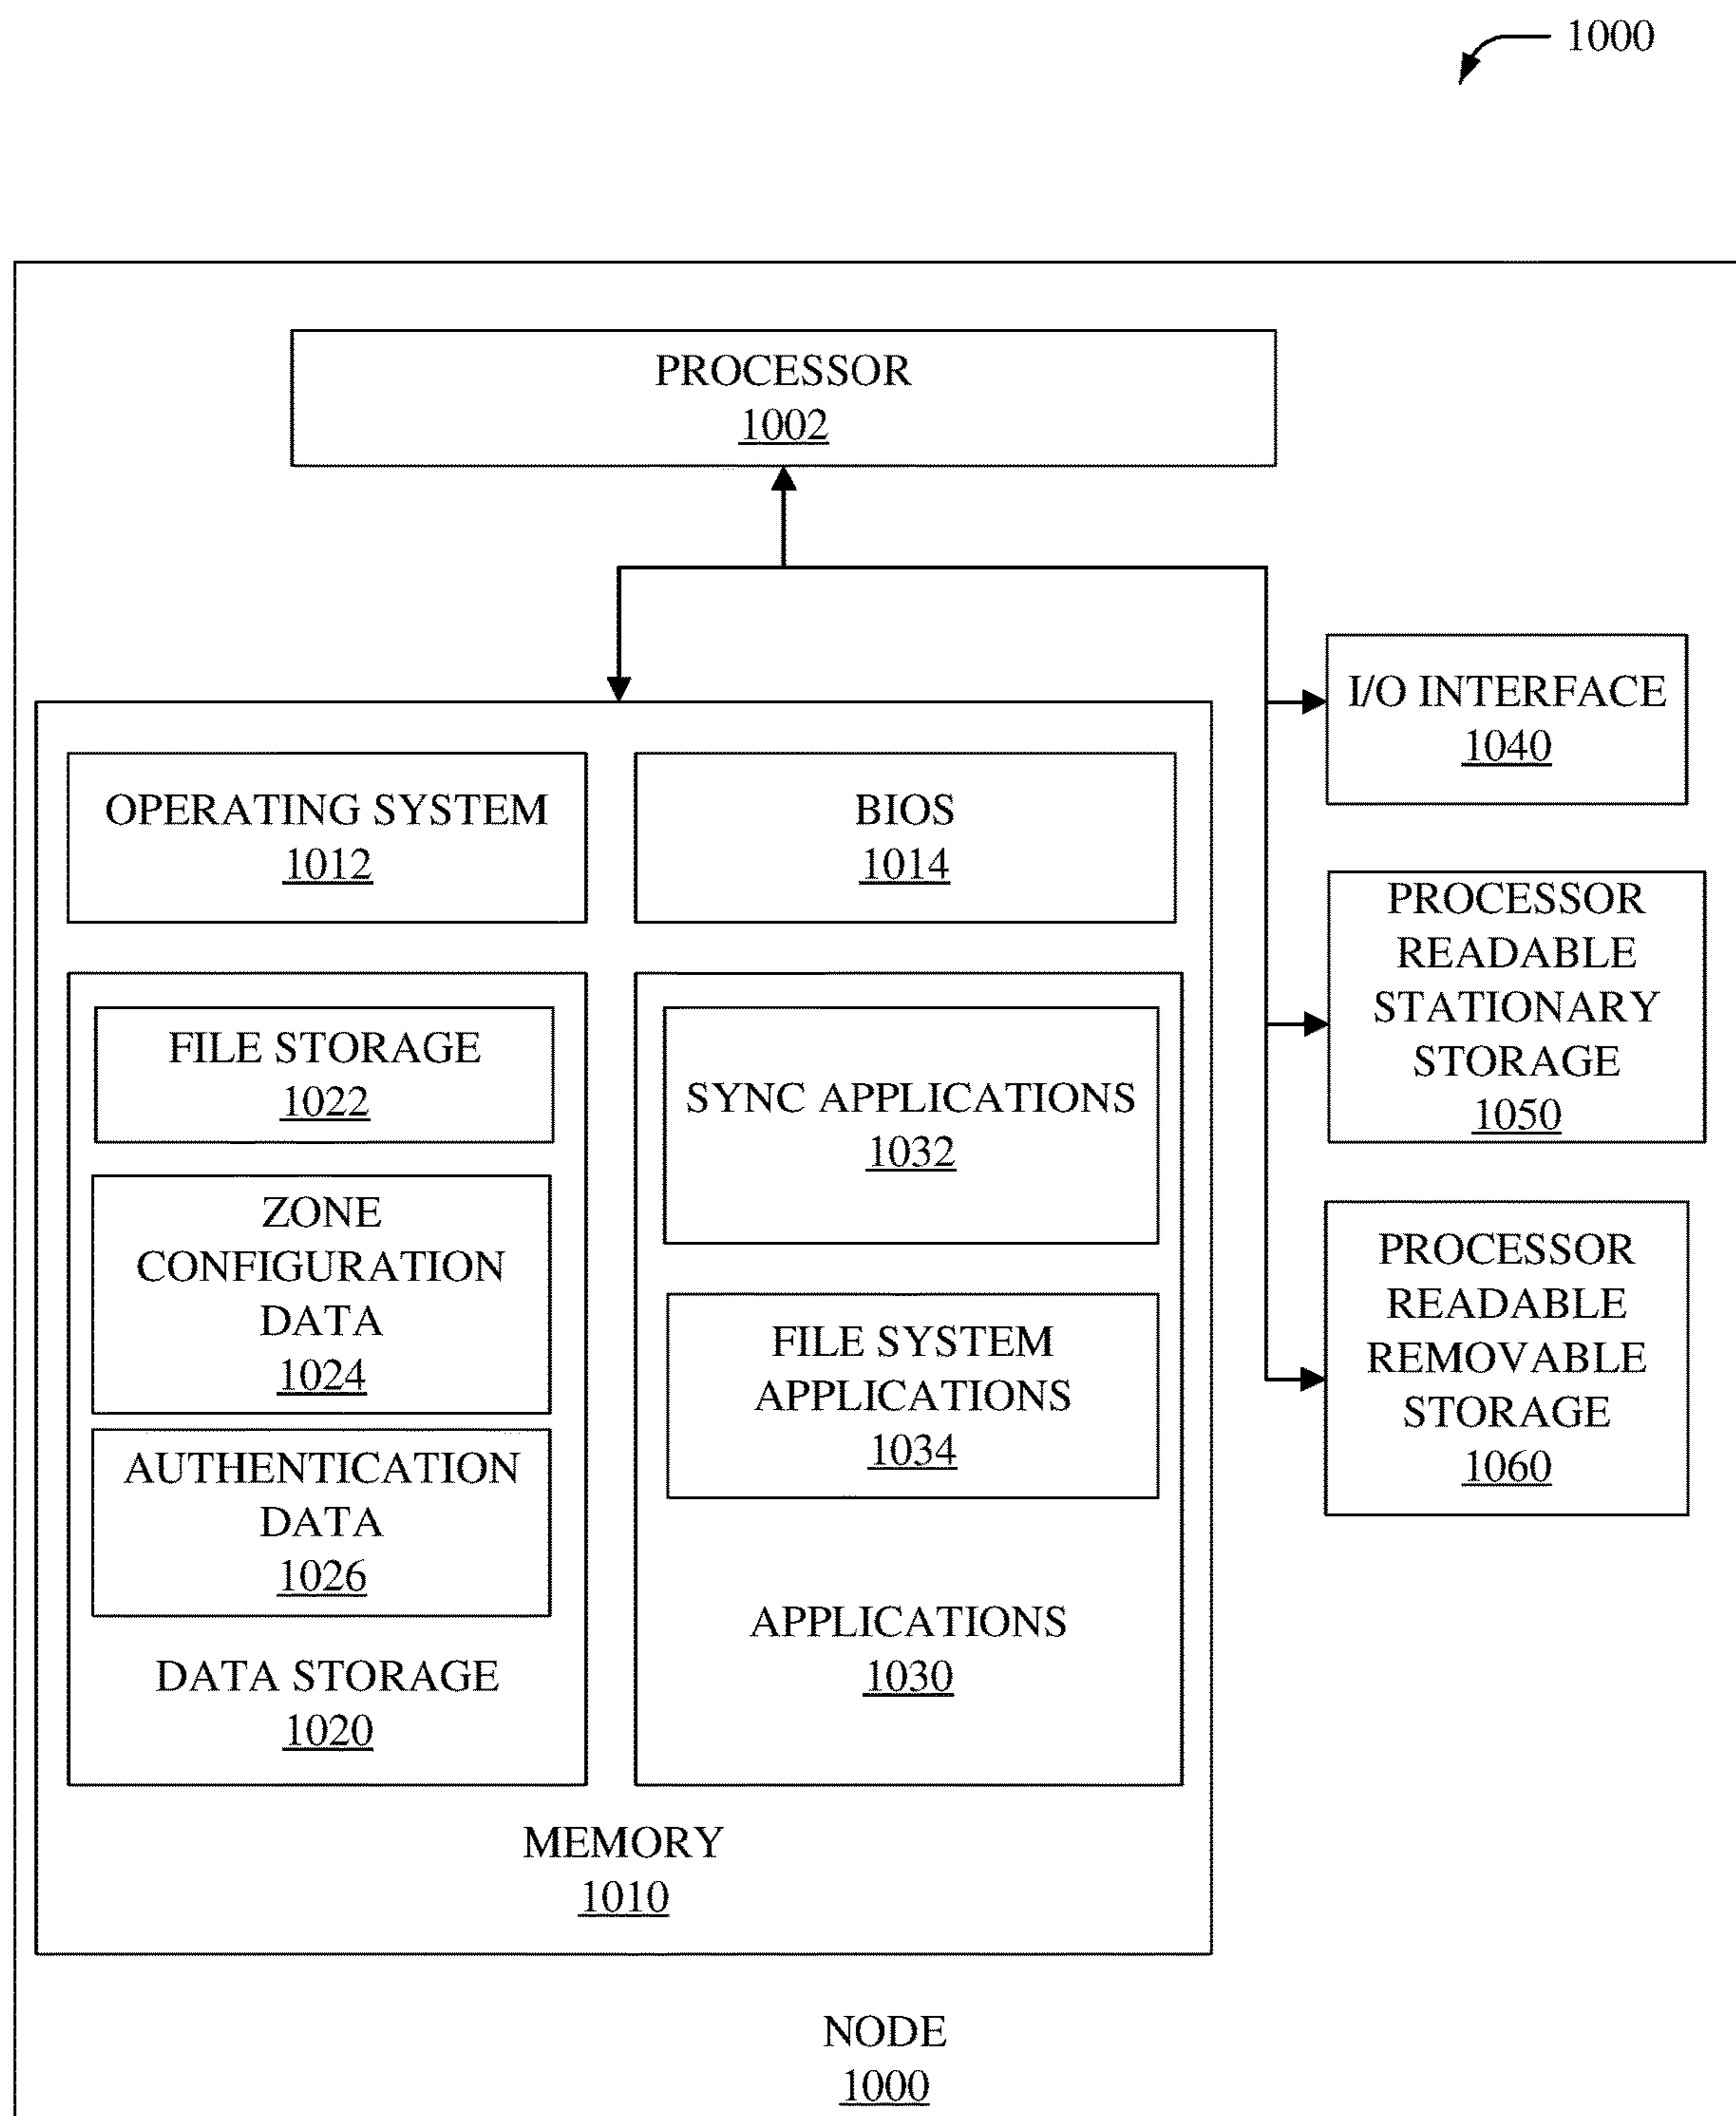 1000
PROCESSOR
1002
I/O INTERFACE
1040
OPERATING SYSTEM
1012
BIOS
1014
PROCESSOR
READABLE
STATIONARY
STORAGE
1050
FILE STORAGE
1022
ZONE
CONFIGURATION
DATA
1024
AUTHENTICATION
DATA
1026
DATA STORAGE
1020
SYNC APPLICATIONS
1032
FILE SYSTEM
APPLICATIONS
1034
APPLICATIONS
1030
PROCESSOR
READABLE
REMOVABLE
STORAGE
1060
MEMORY
1010
NODE
1000